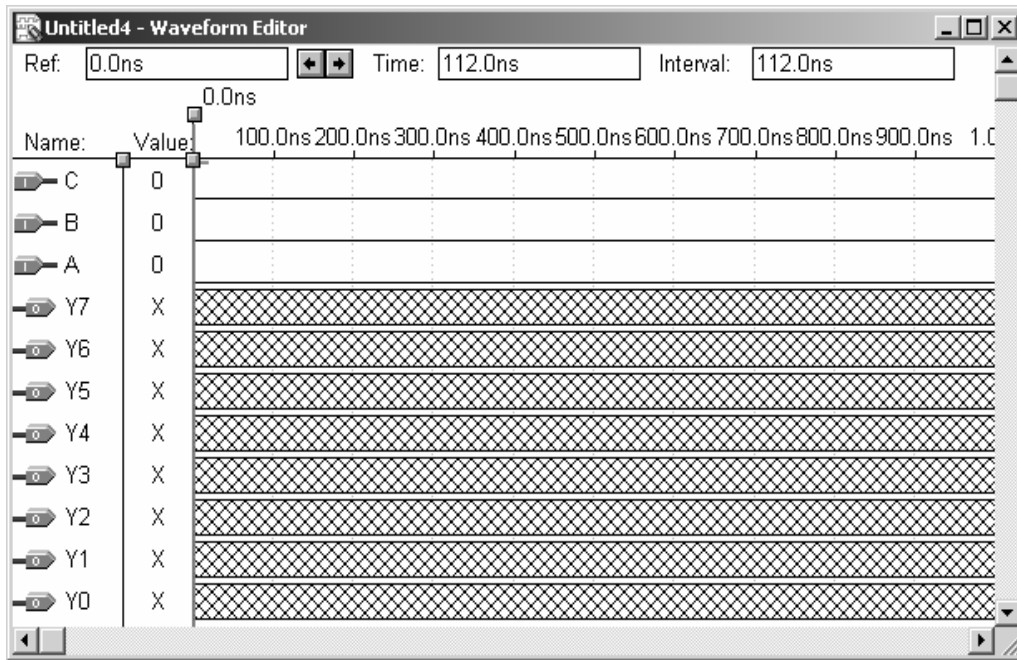 Untitled4 - Waveform Editor
Ref: 0.0ns Time: 112.0ns Interval: 112.0ns
0.0ns
Name: Value: 100.0ns 200.0ns 300.0ns 400.0ns 500.0ns 600.0ns 700.0ns 800.0ns 900.0ns 1.0
C 0
B 0
A 0
Y7 X
Y6 X
Y5 X
Y4 X
Y3 X
Y2 X
Y1 X
Y0 X